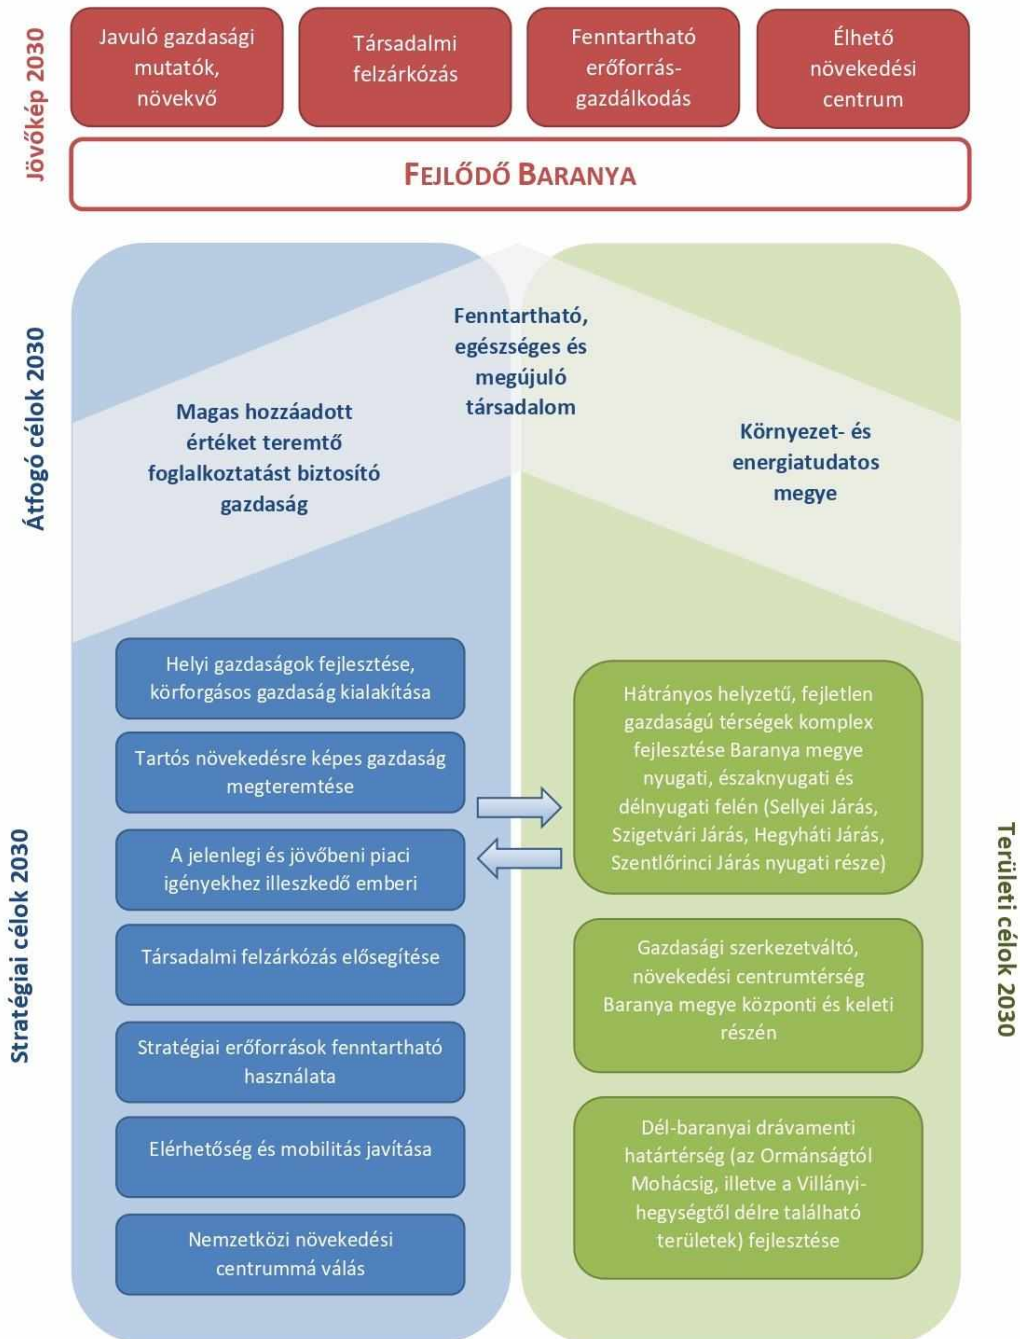 Jövőkép 2030
Javuló gazdasági
mutatók,
növekvő
Társadalmi
felzárkózás
Fenntartható
erőforrás-
gazdálkodás
Élhető
növekedési
centrum
FEJLŐDŐ BARANYA
Átfogó célok 2030
Fenntartható,
egészséges és
megújuló
társadalom
Magas hozzáadott
értéket teremtő
foglalkoztatást biztosító
gazdaság
Környezet- és
energiatudatos
megye
Stratégiai célok 2030
Helyi gazdaságok fejlesztése,
körforgásos gazdaság kialakítása
Tartós növekedésre képes gazdaság
megteremtése
A jelenlegi és jövőbeni piaci
igényekhez illeszkedő emberi
Társadalmi felzárkózás elősegítése
Stratégiai erőforrások fenntartható
használata
Elérhetőség és mobilitás javítása
Nemzetközi növekedési
centrummá válás
Területi célok 2030
Hátrányos helyzetű, fejletlen
gazdaságú térségek komplex
fejlesztése Baranya megye
nyugati, északnyugati és
délnyugati felén (Sellyei Járás,
Szigetvári Járás, Hegyháti Járás,
Szentlőrinci Járás nyugati része)
Gazdasági szerkezetváltó,
növekedési centrumtérség
Baranya megye központi és keleti
részén
Dél-baranyai drávamenti
határtérség (az Ormánságtól
Mohácsig, illetve a Villányi-
hegységtől délre található
területek) fejlesztése